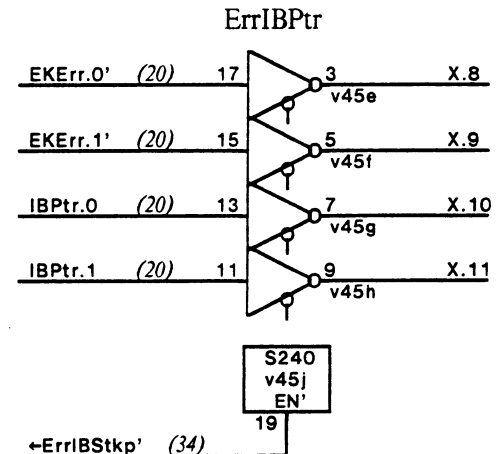 ErrIBPtr
EKErr.0' (20) 17 3 X.8
v45e
EKErr.1' (20) 15 5 X.9
v45f
IBPtr.0 (20) 13 7 X.10
v45g
IBPtr.1 (20) 11 9 X.11
v45h
S240
v45j
EN'
19
←ErrIBStkp' (34)